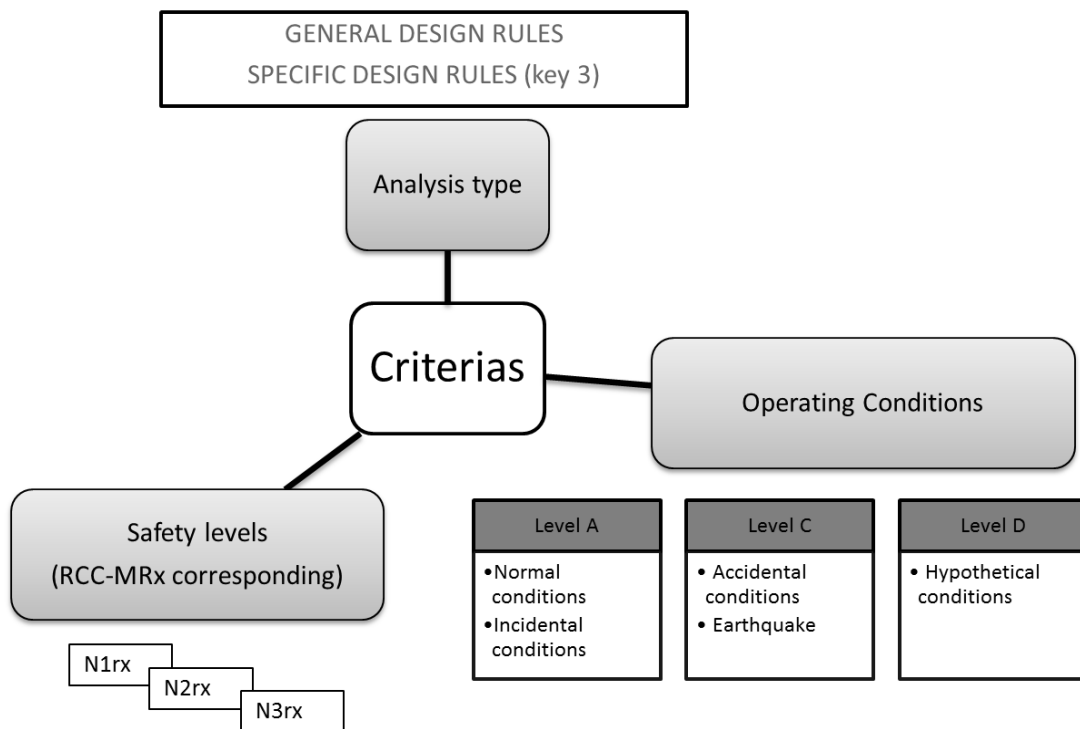 GENERAL DESIGN RULES
SPECIFIC DESIGN RULES (key 3)
Analysis type
Criterias
Operating Conditions
Safety levels
(RCC-MRx corresponding)
Level A
•Normal
conditions
•Incidental
conditions
Level C
• Accidental
conditions
• Earthquake
Level D
• Hypothetical
conditions
N1rx
N2rx
N3rx